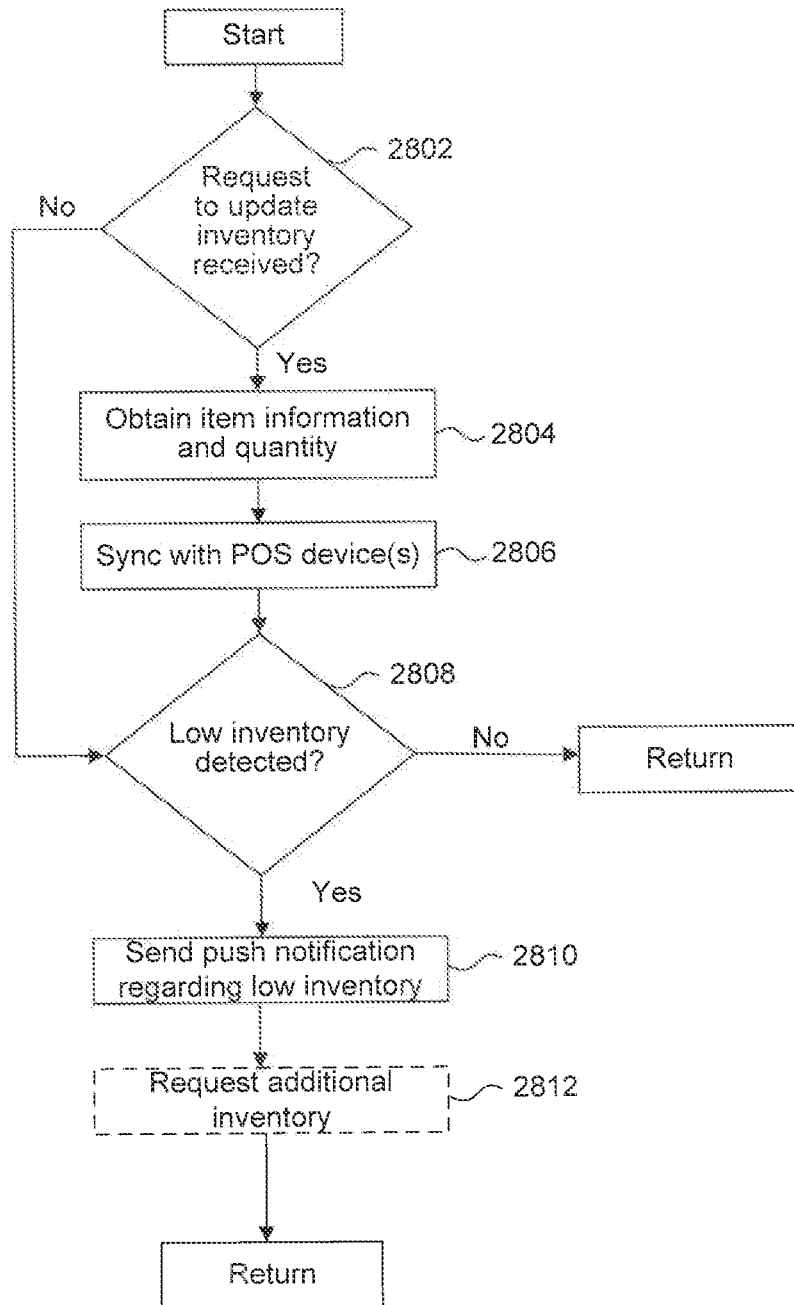 Start
2802
Request
to update
inventory
received?
No
Yes
Obtain item information
and quantity
2804
Sync with POS device(s)
2806
2808
Low inventory
detected?
No
Return
Yes
Send push notification
regarding low inventory
2810
Request additional
inventory
2812
Return